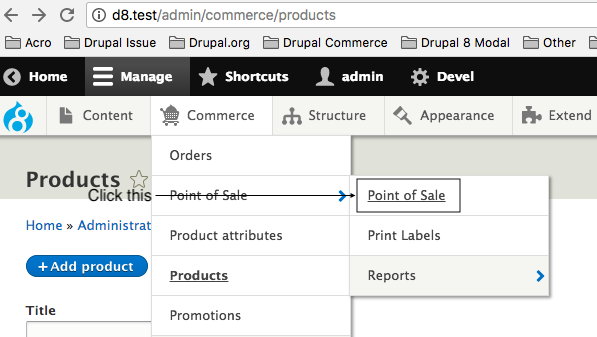 d8.test/admin/commerce/products
Acro Drupal Issue Drupal.org Drupal Commerce Drupal 8 Modal Other
Home Manage Shortcuts admin Devel
Content Commerce Structure Appearance Extend
Orders
Products
Click this Point of Sale Point of Sale
Home » Administrat
Product attributes Print Labels
+ Add product
Products Reports
Title
Promotions